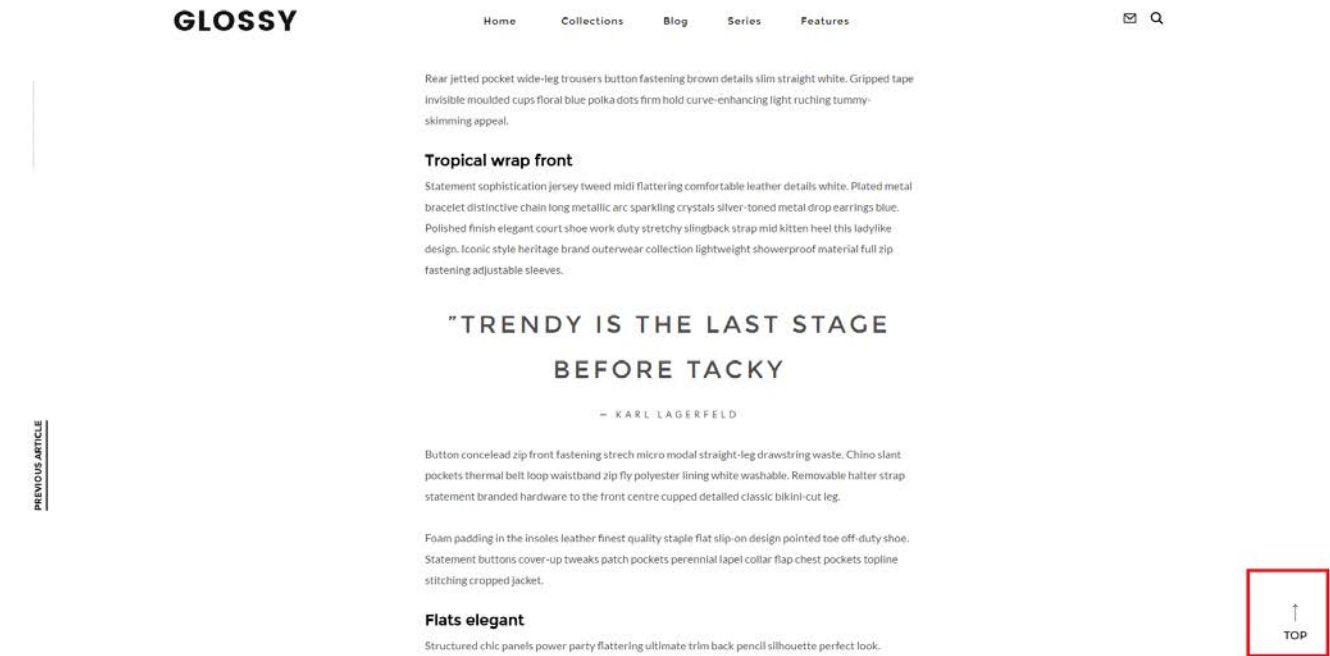 GLOSSY
Home Collections Blog Series Features
Rear jetted pocket wide-leg trousers button fastening brown details slim straight white. Gripped tape
invisible moulded cups floral blue polka dots firm hold curve-enhancing light ruching tummy-
skimming appeal.
Tropical wrap front
Statement sophistication jersey tweed midi flattering comfortable leather details white. Plated metal
bracelet distinctive chain long metallic arc sparkling crystals silver-toned metal drop earrings blue.
Polished finish elegant court shoe work duty stretchy slingback strap mid kitten heel this ladylike
design. Iconic style heritage brand outerwear collection lightweight showerproof material full zip
fastening adjustable sleeves.
"TRENDY IS THE LAST STAGE
BEFORE TACKY
– KARL LAGERFELD
PREVIOUS ARTICLE
Button concelead zip front fastening strech micro modal straight-leg drawstring waste. Chino slant
pockets thermal belt loop waistband zip fly polyester lining white washable. Removable halter strap
statement branded hardware to the front centre cupped detailed classic bikini-cut leg.
Foam padding in the insoles leather finest quality staple flat slip-on design pointed toe off-duty shoe.
Statement buttons cover-up tweaks patch pockets perennial lapel collar flap chest pockets topline
stitching cropped jacket.
Flats elegant
Structured chic panels power party flattering ultimate trim back pencil silhouette perfect look.
TOP